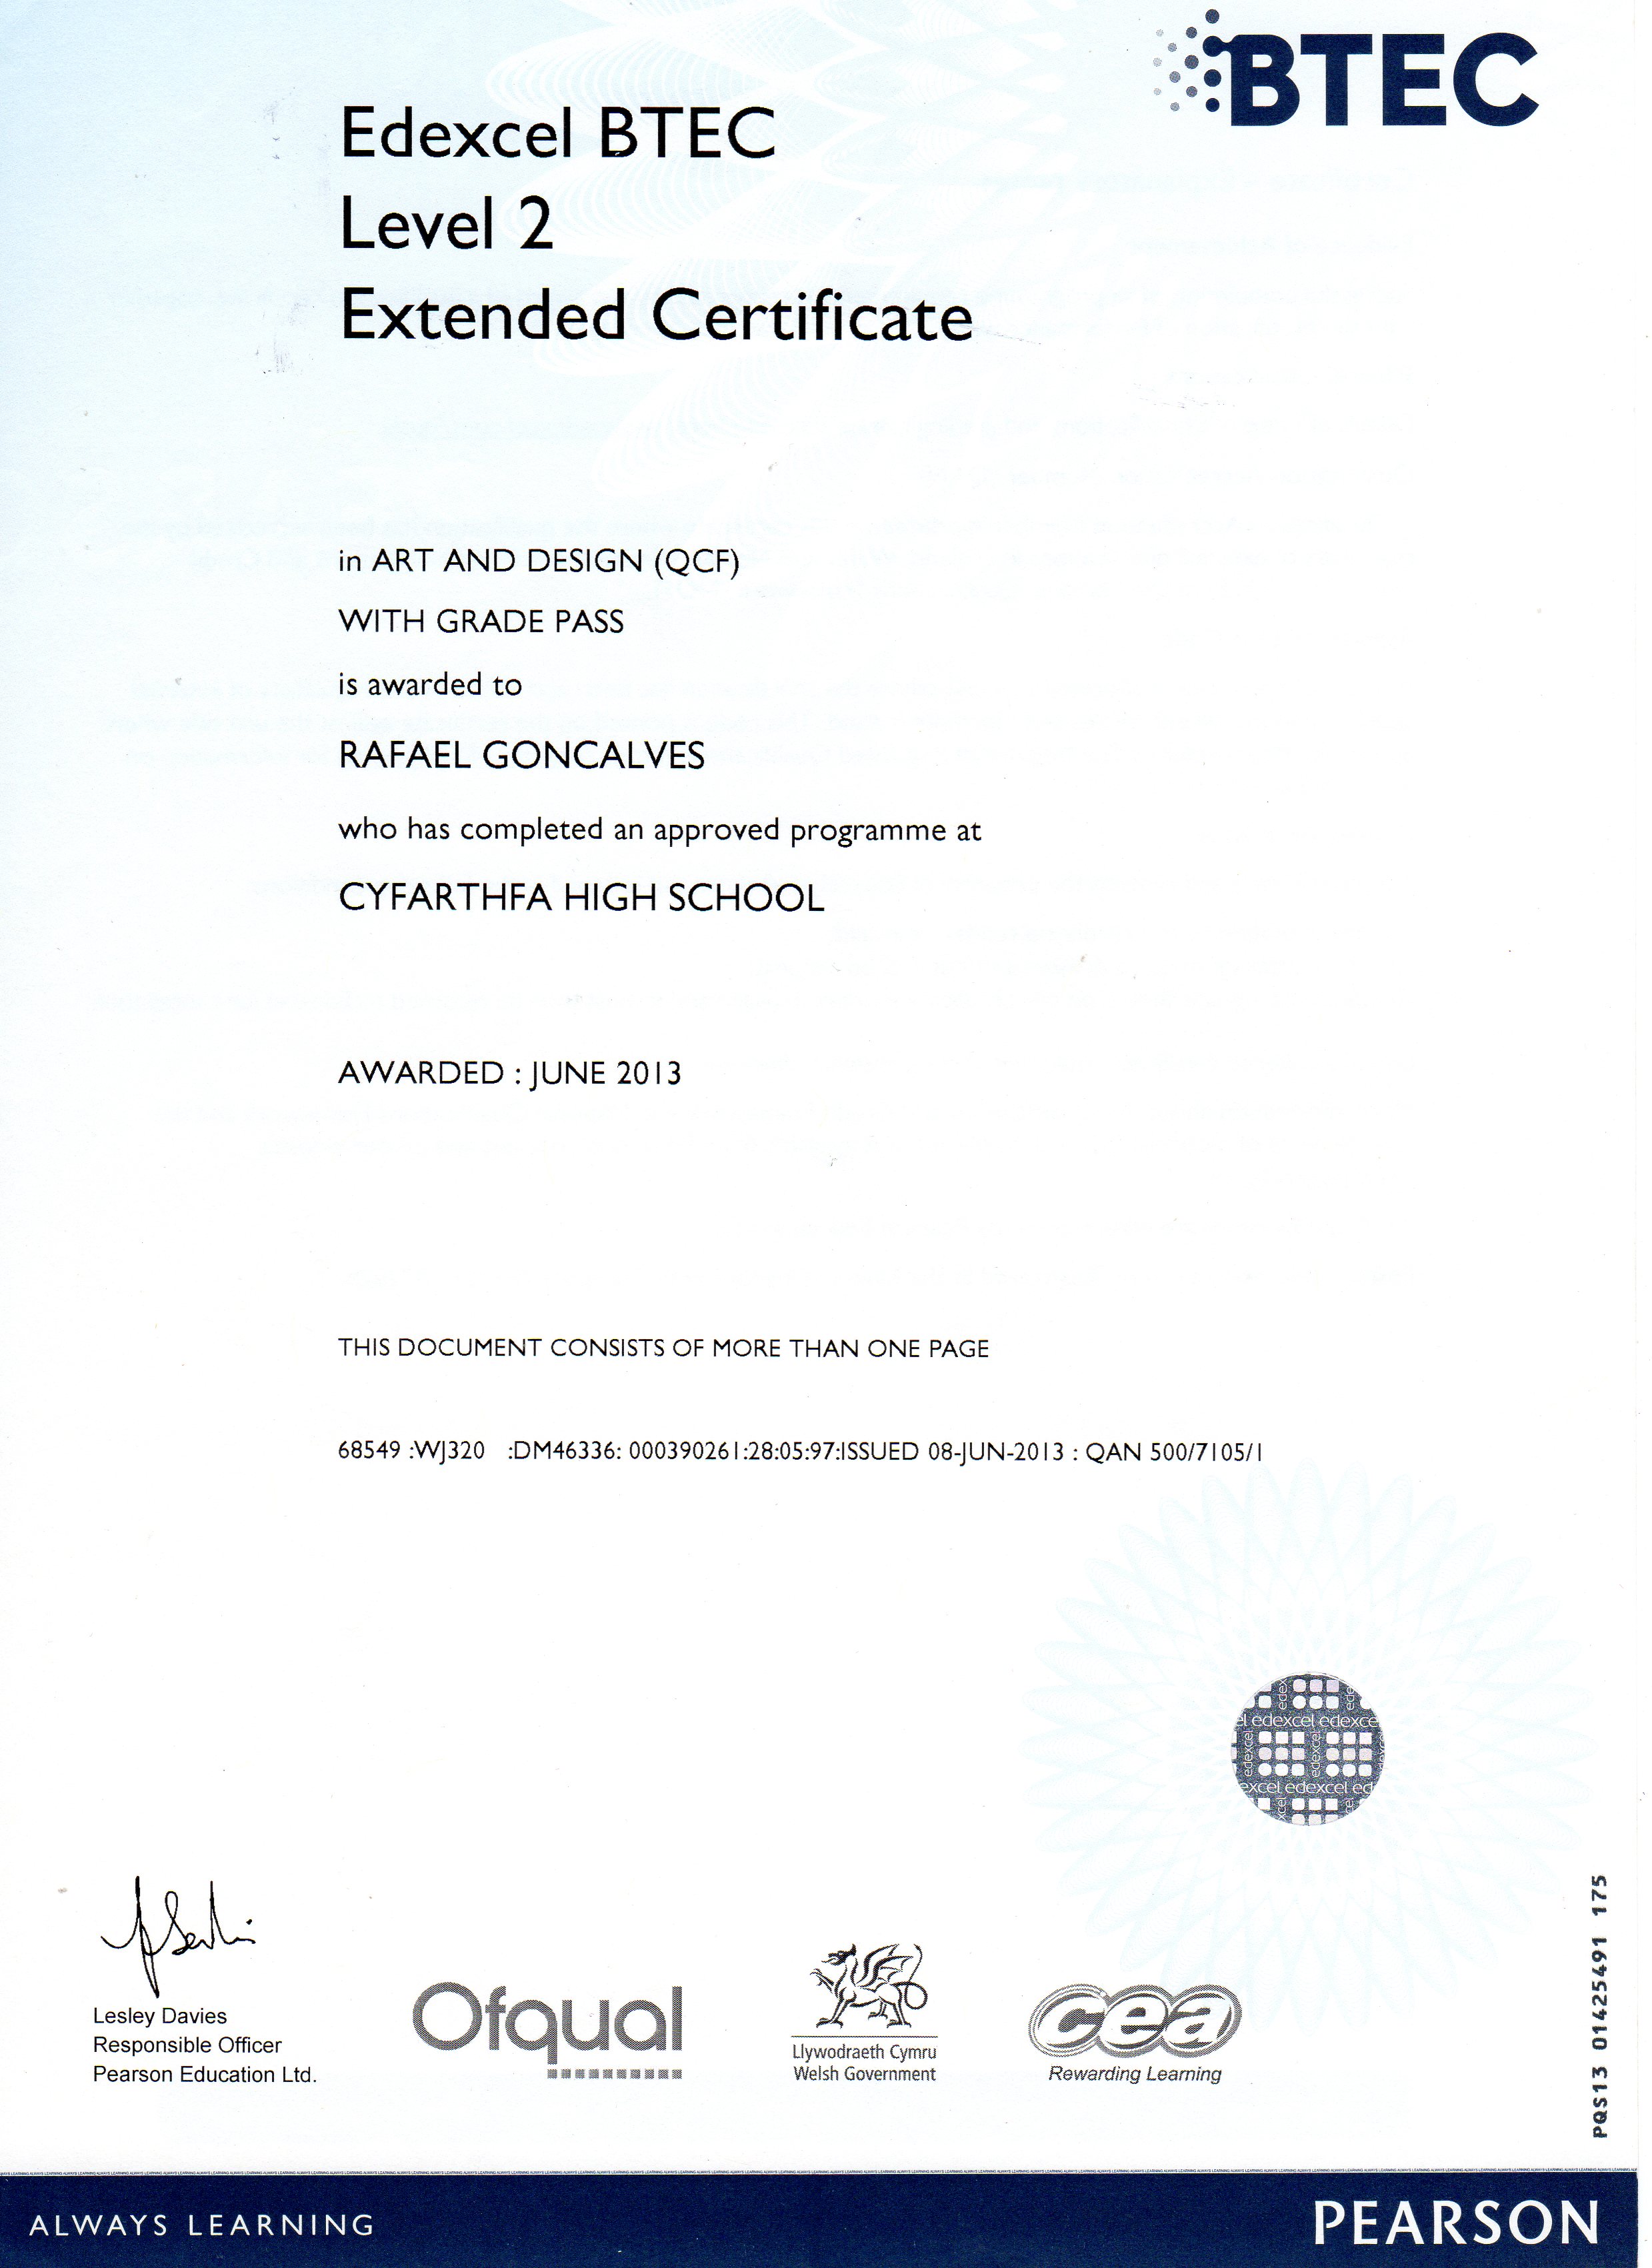 BTEC
Edexcel BTEC
Level 2
Extended Certificate
in ART AND DESIGN (QCF)
WITH GRADE PASS
is awarded to
RAFAEL GONCALVES
who has completed an approved programme at
CYFARTHFA HIGH SCHOOL
AWARDED : JUNE 2013
THIS DOCUMENT CONSISTS OF MORE THAN ONE PAGE
68549 :WJ320 :DM46336: 000390261:28:05:97:ISSUED 08-JUN-2013 : QAN 500/7105/1
edexcel edexcel
edexcel edexcel
Lesley Davies
Responsible Officer
Pearson Education Ltd.
Ofqual
Llywodraeth Cymru
Welsh Government
cea
Rewarding Learning
PQS13 01425491 175
ALWAYS LEARNING
PEARSON